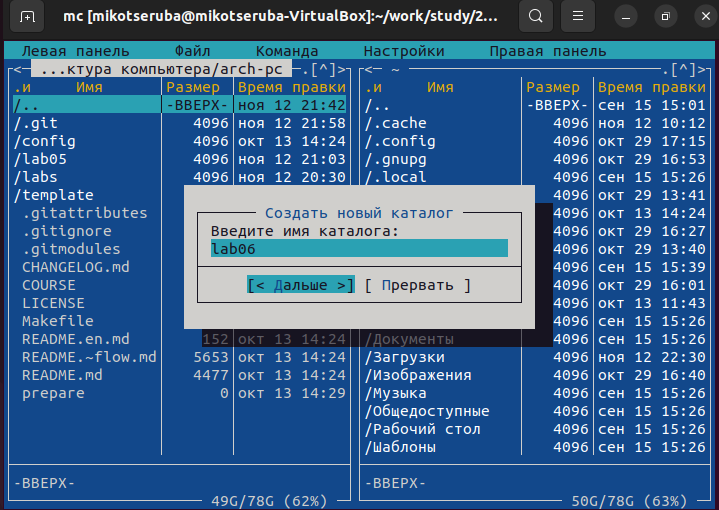 mc [mikotseruba@mikotseruba-VirtualBox]:~/work/study/2...
Левая панель Файл Команда Настройки Правая панель
<- ...ктура компьютера/arch-pc .[^]> <- ~ .[^]>
.и Имя Размер Время правки .и Имя Размер Время правки
/.. -ВВЕРХ- ноя 12 21:42 /.. -ВВЕРХ- сен 15 15:01
/.git 4096 ноя 12 21:58 /.cache 4096 ноя 12 10:12
/config 4096 окт 13 14:24 /.config 4096 окт 29 17:15
/lab05 4096 ноя 12 21:03 /.gnupg 4096 окт 29 16:53
/labs 4096 ноя 12 20:30 /.local 4096 сен 15 15:26
/template 4096 окт 29 13:41
.gitattributes 4096 окт 13 14:24
.gitignore 4096 окт 29 16:27
.gitmodules 4096 окт 29 13:40
CHANGELOG.md 4096 сен 15 15:39
COURSE 4096 окт 29 16:01
LICENSE 4096 окт 13 11:43
Makefile 4096 сен 15 15:26
Создать новый каталог
Введите имя каталога:
lab06
[< Дальше >] [ Прервать ]
README.en.md 152 окт 13 14:24 /Документы 4096 сен 15 15:26
README.~flow.md 5653 окт 13 14:24 /Загрузки 4096 ноя 12 22:30
README.md 4477 окт 13 14:24 /Изображения 4096 окт 29 16:40
prepare 0 окт 13 14:29 /Музыка 4096 сен 15 15:26
/Общедоступные 4096 сен 15 15:26
/Рабочий стол 4096 сен 15 15:26
/Шаблоны 4096 сен 15 15:26
-ВВЕРХ- -ВВЕРХ-
49G/78G (62%) 50G/78G (63%)